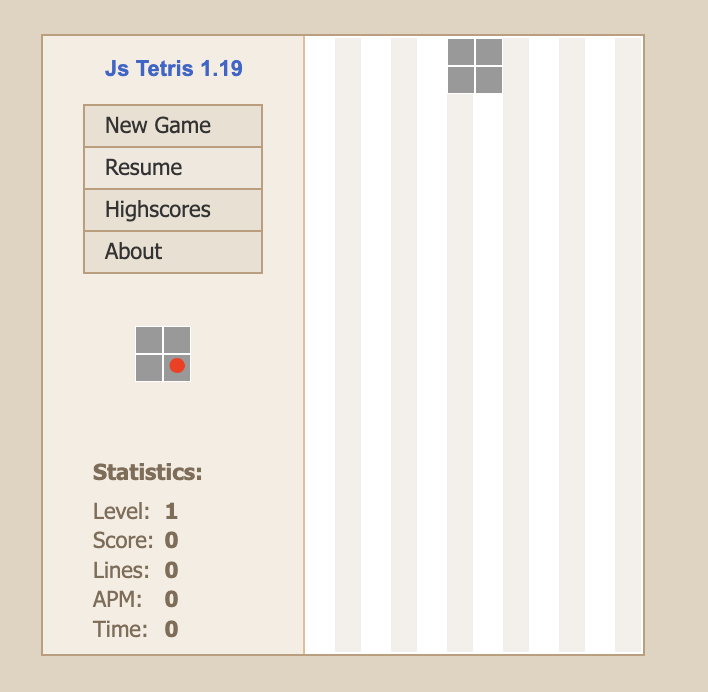 Js Tetris 1.19
New Game
Resume
Highscores
About
Statistics:
Level: 1
Score: 0
Lines: 0
APM: 0
Time: 0